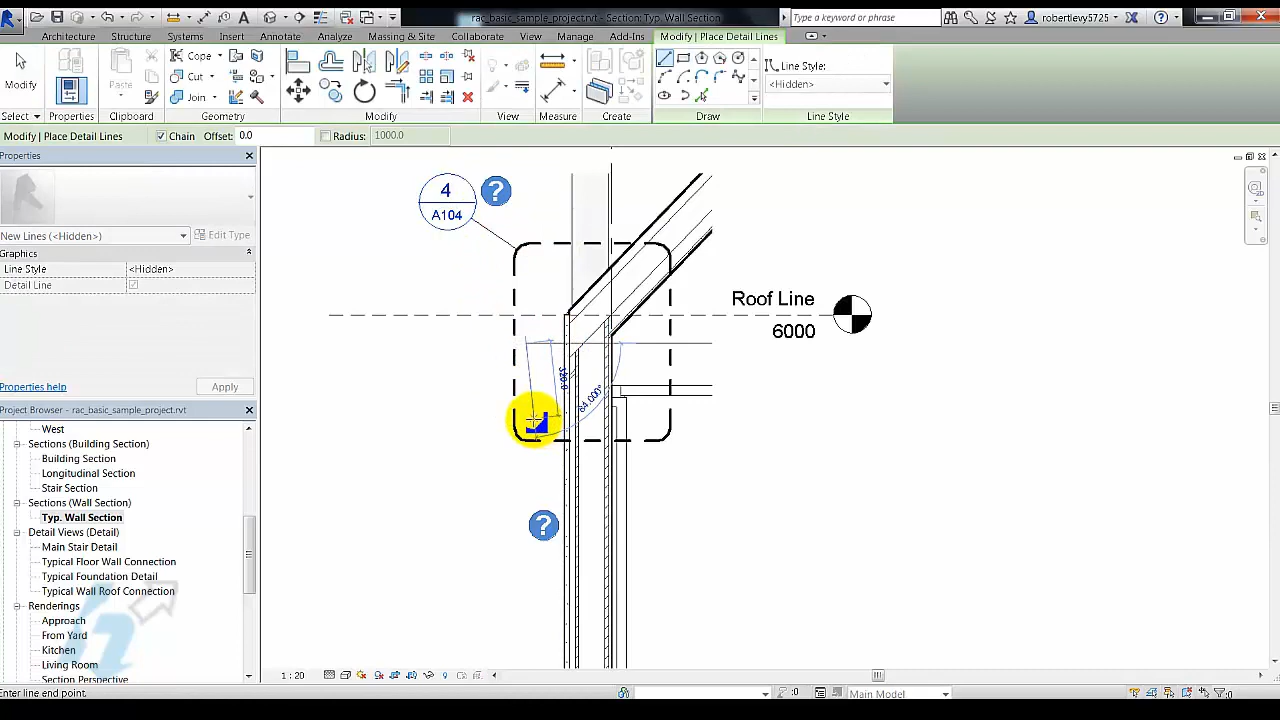 rac_basic_sample_project.rvt - Section: Typ. Wall Section
Type a keyword or phrase
robertlevy5725
Architecture Structure Systems Insert Annotate Analyze Massing & Site Collaborate View Manage Add-Ins Modify | Place Detail Lines
Modify
Paste
Cope
Cut
Join
Line Style:
<Hidden>
Select Properties Clipboard Geometry Modify View Measure Create Draw Line Style
Modify | Place Detail Lines
Chain Offset: 0.0 Radius: 1000.0
Properties
New Lines (<Hidden>) Edit Type
Graphics
Line Style <Hidden>
Detail Line
Properties help Apply
Project Browser - rac_basic_sample_project.rvt
West
Sections (Building Section)
Building Section
Longitudinal Section
Stair Section
Sections (Wall Section)
Typ. Wall Section
Detail Views (Detail)
Main Stair Detail
Typical Floor Wall Connection
Typical Foundation Detail
Typical Wall Roof Connection
Renderings
Approach
From Yard
Kitchen
Living Room
Section Perspective
4
A104
?
Roof Line
6000
320.0
84.000°
?
1 : 20
Enter line end point.
:0
Main Model
:0